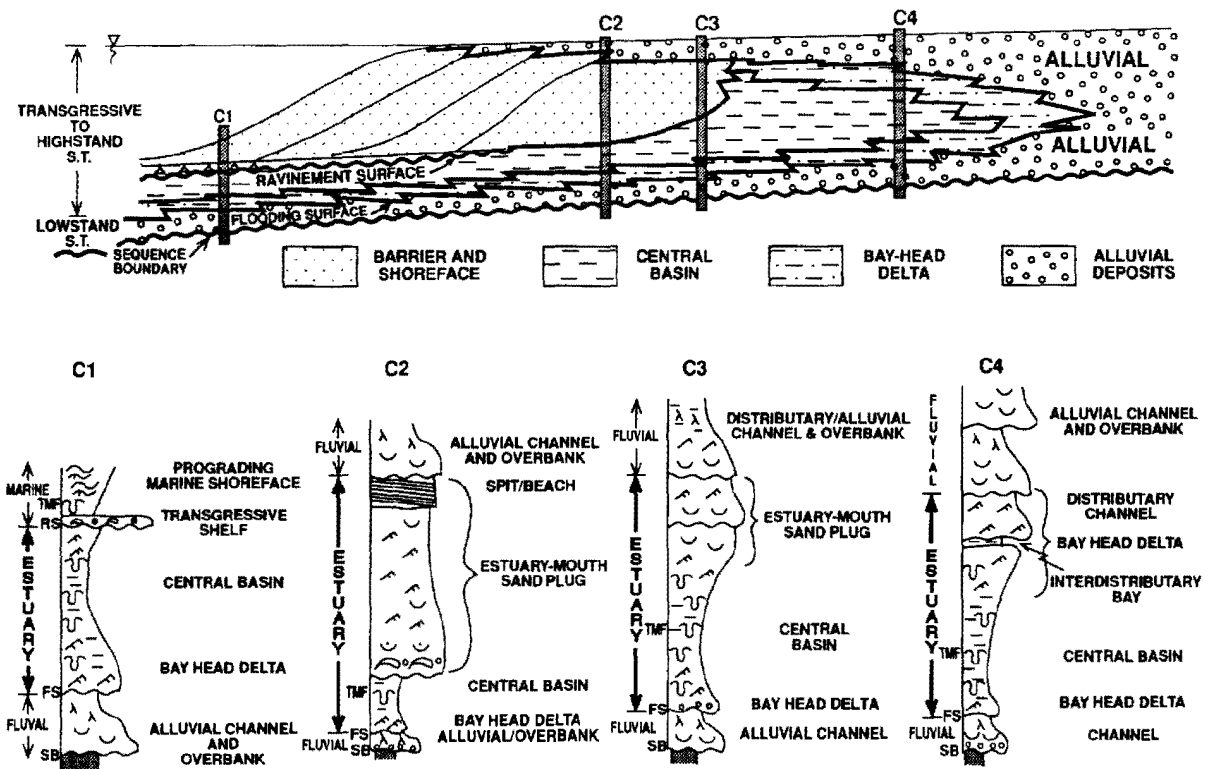 C2
C3
C4
C1
TRANSGRESSIVE
TO
HIGHSTAND
S.T.
LOWSTAND
S.T.
SEQUENCE
BOUNDARY
RAVINEMENT SURFACE
FLOODING SURFACE
ALLUVIAL
ALLUVIAL
BARRIER AND
SHOREFACE
CENTRAL
BASIN
BAY-HEAD
DELTA
ALLUVIAL
DEPOSITS
C1
MARINE
TMF
RS
ESTUARY
FS
FLUVAL
SB
PROGRADING
MARINE SHOREFACE
TRANSGRESSIVE
SHELF
CENTRAL BASIN
BAY HEAD DELTA
ALLUVIAL CHANNEL
AND
OVERBANK
C2
FLUVIAL
ESTUARY
TMF
FS
FLUVIAL
SB
ALLUVIAL CHANNEL
AND OVERBANK
SPIT/BEACH
ESTUARY-MOUTH
SAND PLUG
CENTRAL BASIN
BAY HEAD DELTA
ALLUVIAL/OVERBANK
C3
FLUVIAL
ESTUARY
TMF
FS
FLUVIAL
SB
DISTRIBUTARY/ALLUVIAL
CHANNEL & OVERBANK
ESTUARY-MOUTH
SAND PLUG
CENTRAL
BASIN
BAY HEAD DELTA
ALLUVIAL CHANNEL
C4
FLUVIAL
ESTUARY
TMF
FS
FLUVIAL
SB
ALLUVIAL CHANNEL
AND OVERBANK
DISTRIBUTARY
CHANNEL
BAY HEAD DELTA
INTERDISTRIBUTARY
BAY
CENTRAL BASIN
BAY HEAD DELTA
CHANNEL